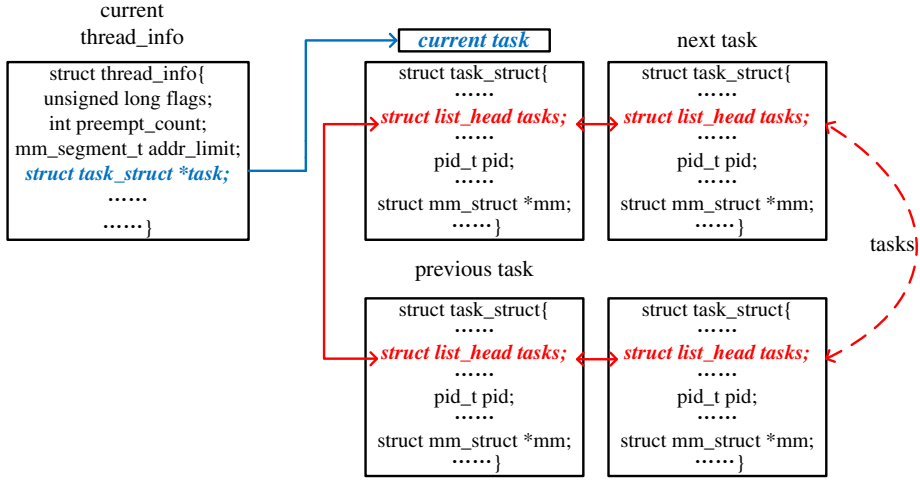 current
thread_info
struct thread_info{
unsigned long flags;
int preempt_count;
mm_segment_t addr_limit;
struct task_struct *task;
……
……}
current task
struct task_struct{
……
struct list_head tasks;
……
pid_t pid;
……
struct mm_struct *mm;
……}
next task
struct task_struct{
……
struct list_head tasks;
……
pid_t pid;
……
struct mm_struct *mm;
……}
tasks
previous task
struct task_struct{
……
struct list_head tasks;
……
pid_t pid;
……
struct mm_struct *mm;
……}
struct task_struct{
……
struct list_head tasks;
……
pid_t pid;
……
struct mm_struct *mm;
……}